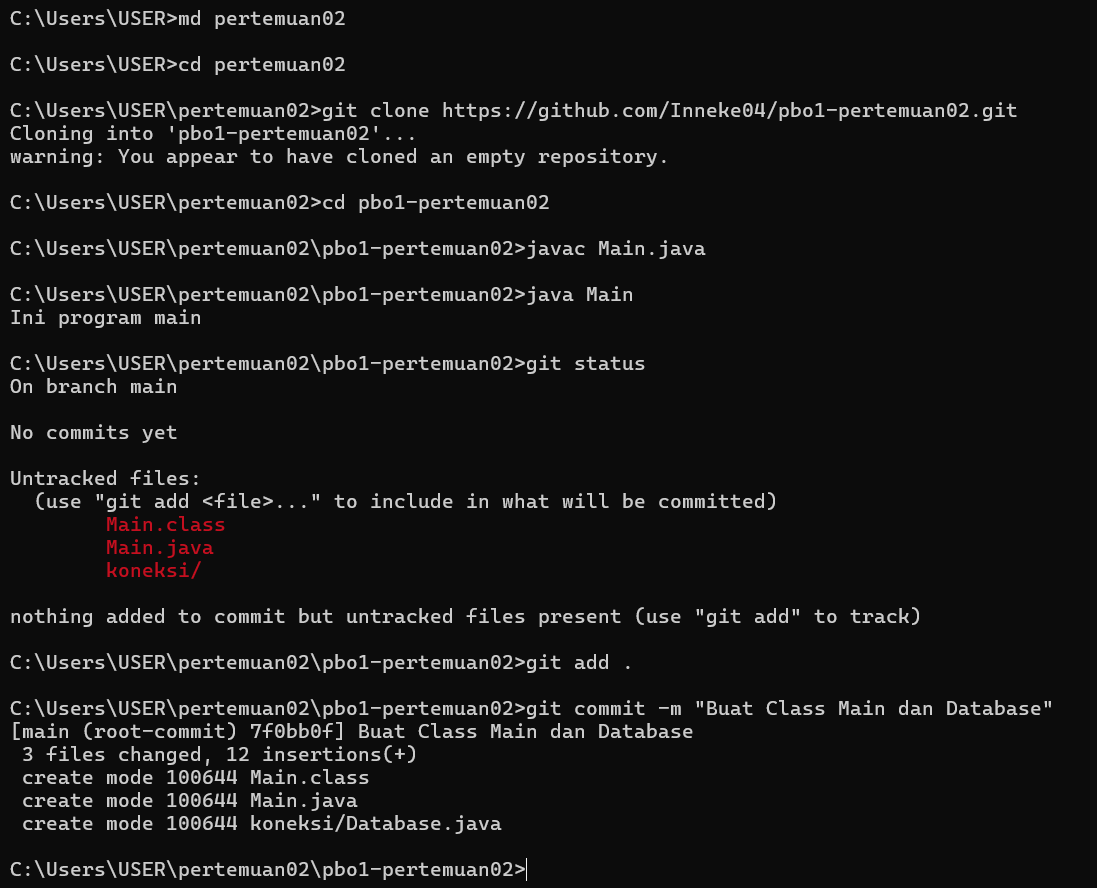 C:\Users\USER>md pertemuan02
C:\Users\USER>cd pertemuan02
C:\Users\USER\pertemuan02>git clone https://github.com/Inneke04/pbo1-pertemuan02.git
Cloning into 'pbo1-pertemuan02'...
warning: You appear to have cloned an empty repository.
C:\Users\USER\pertemuan02>cd pbo1-pertemuan02
C:\Users\USER\pertemuan02\pbo1-pertemuan02>javac Main.java
C:\Users\USER\pertemuan02\pbo1-pertemuan02>java Main
Ini program main
C:\Users\USER\pertemuan02\pbo1-pertemuan02>git status
On branch main
No commits yet
Untracked files:
  (use "git add <file>..." to include in what will be committed)
        Main.class
        Main.java
        koneksi/
nothing added to commit but untracked files present (use "git add" to track)
C:\Users\USER\pertemuan02\pbo1-pertemuan02>git add .
C:\Users\USER\pertemuan02\pbo1-pertemuan02>git commit -m "Buat Class Main dan Database"
[main (root-commit) 7f0bb0f] Buat Class Main dan Database
 3 files changed, 12 insertions(+)
 create mode 100644 Main.class
 create mode 100644 Main.java
 create mode 100644 koneksi/Database.java
C:\Users\USER\pertemuan02\pbo1-pertemuan02>